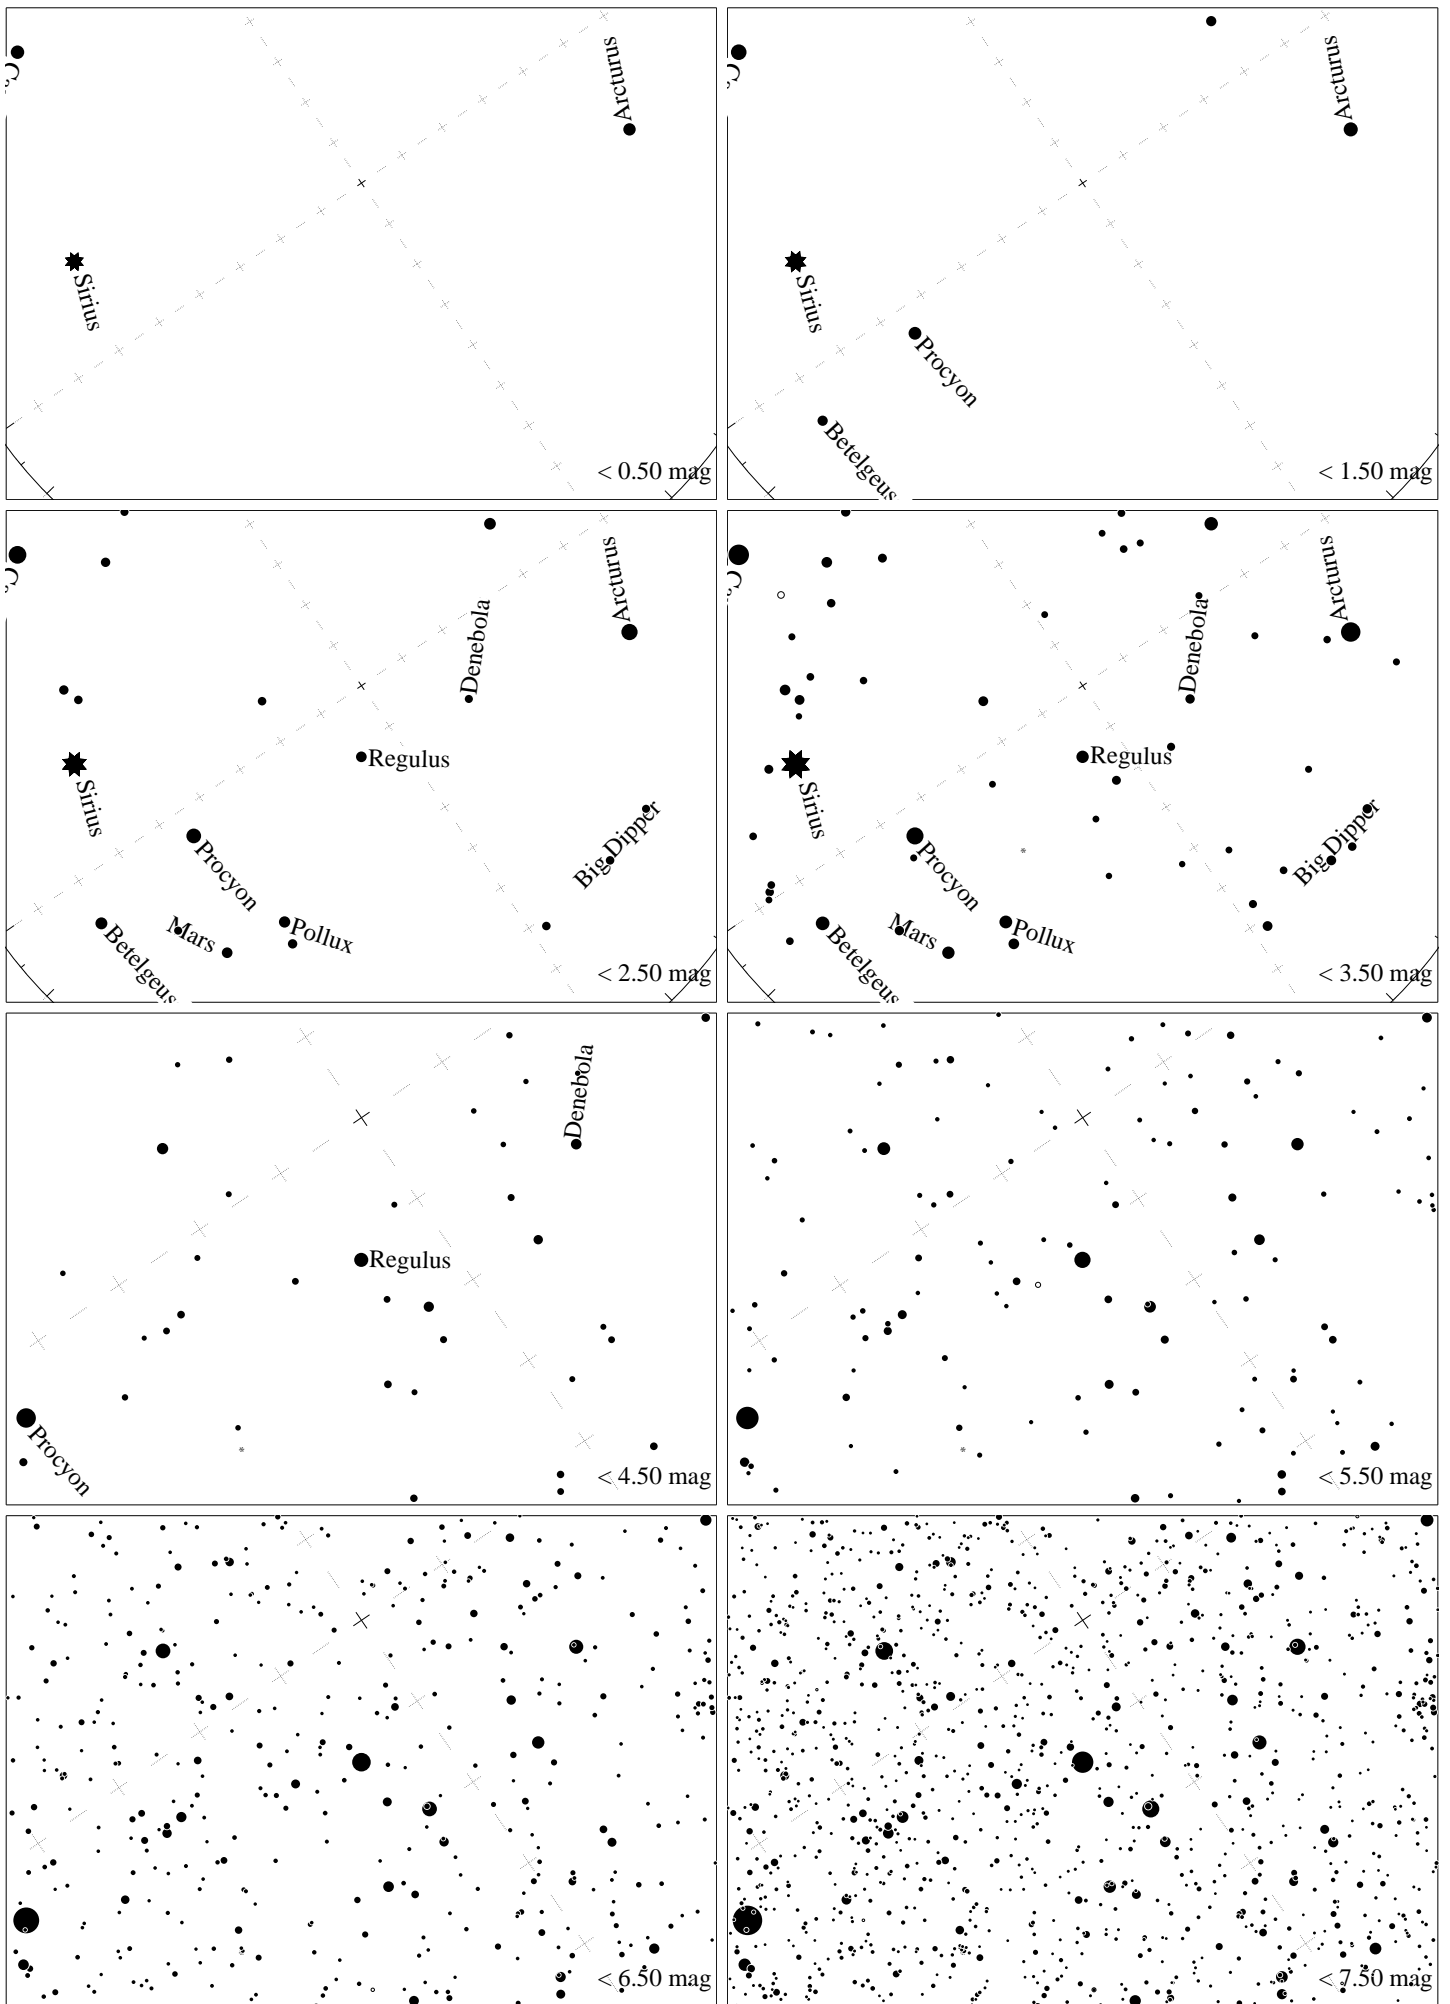 Arcturus
Sirius
< 0.50 mag
Arcturus
Sirius
Procyon
Betelgeus
< 1.50 mag
Arcturus
Denebola
Regulus
Sirius
Big Dipper
Procyon
Mars
Pollux
Betelgeus
< 2.50 mag
Arcturus
Denebola
Regulus
Sirius
Big Dipper
Procyon
Mars
Pollux
Betelgeus
< 3.50 mag
Denebola
Regulus
Procyon
< 4.50 mag
< 5.50 mag
< 6.50 mag
< 7.50 mag